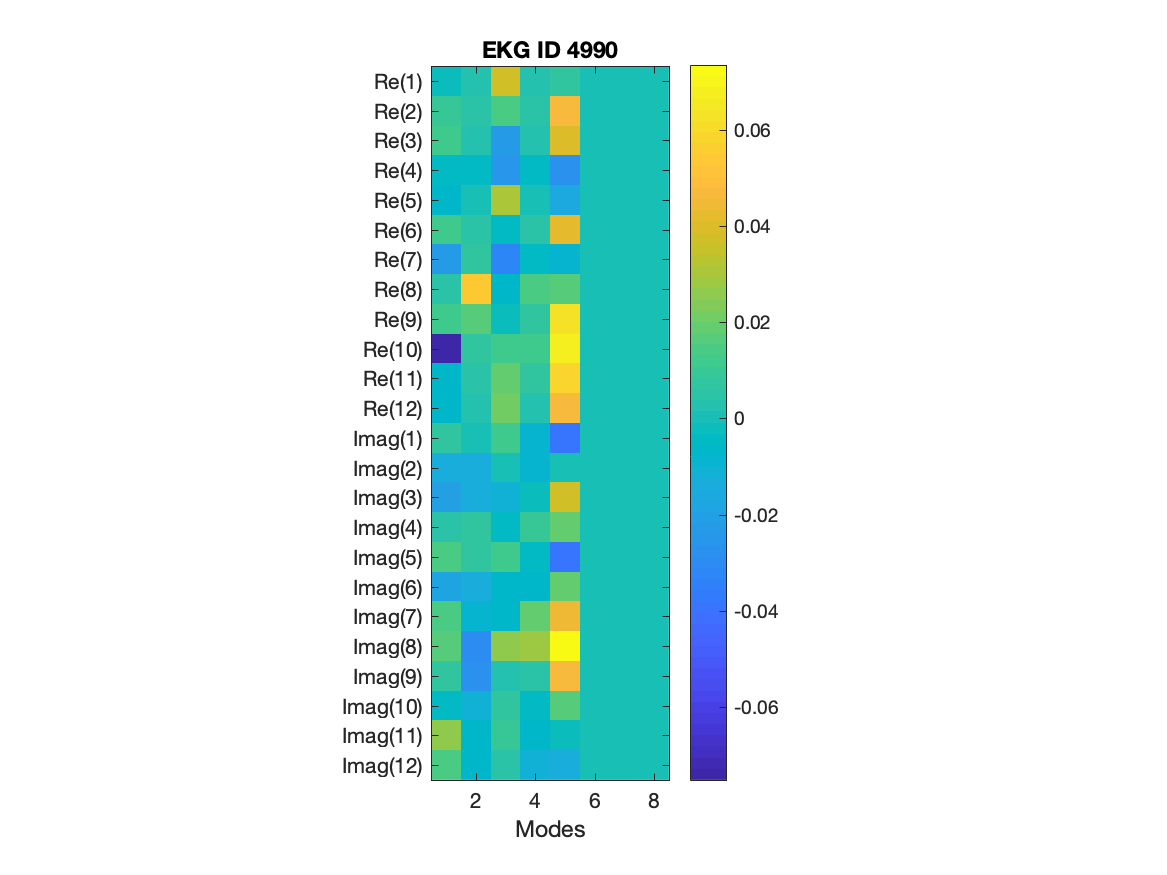 EKG ID 4990
Re(1)
Re(2)
Re(3)
Re(4)
Re(5)
Re(6)
Re(7)
Re(8)
Re(9)
Re(10)
Re(11)
Re(12)
Imag(1)
Imag(2)
Imag(3)
Imag(4)
Imag(5)
Imag(6)
Imag(7)
Imag(8)
Imag(9)
Imag(10)
Imag(11)
Imag(12)
2 4 6 8
Modes
0.06
0.04
0.02
0
-0.02
-0.04
-0.06